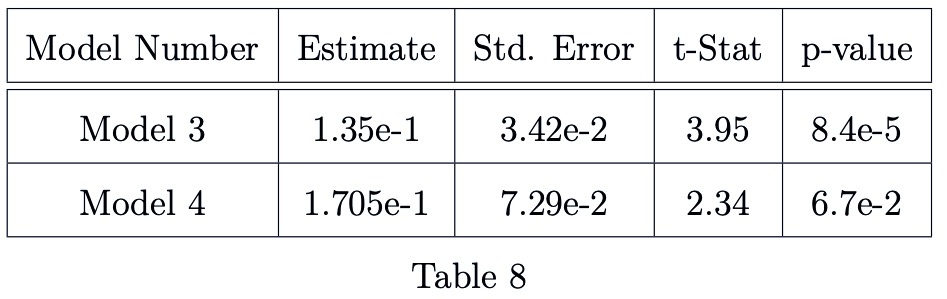 Model Number Estimate Std. Error t-Stat p-value
Model 3 1.35e-1 3.42e-2 3.95 8.4e-5
Model 4 1.705e-1 7.29e-2 2.34 6.7e-2
Table 8